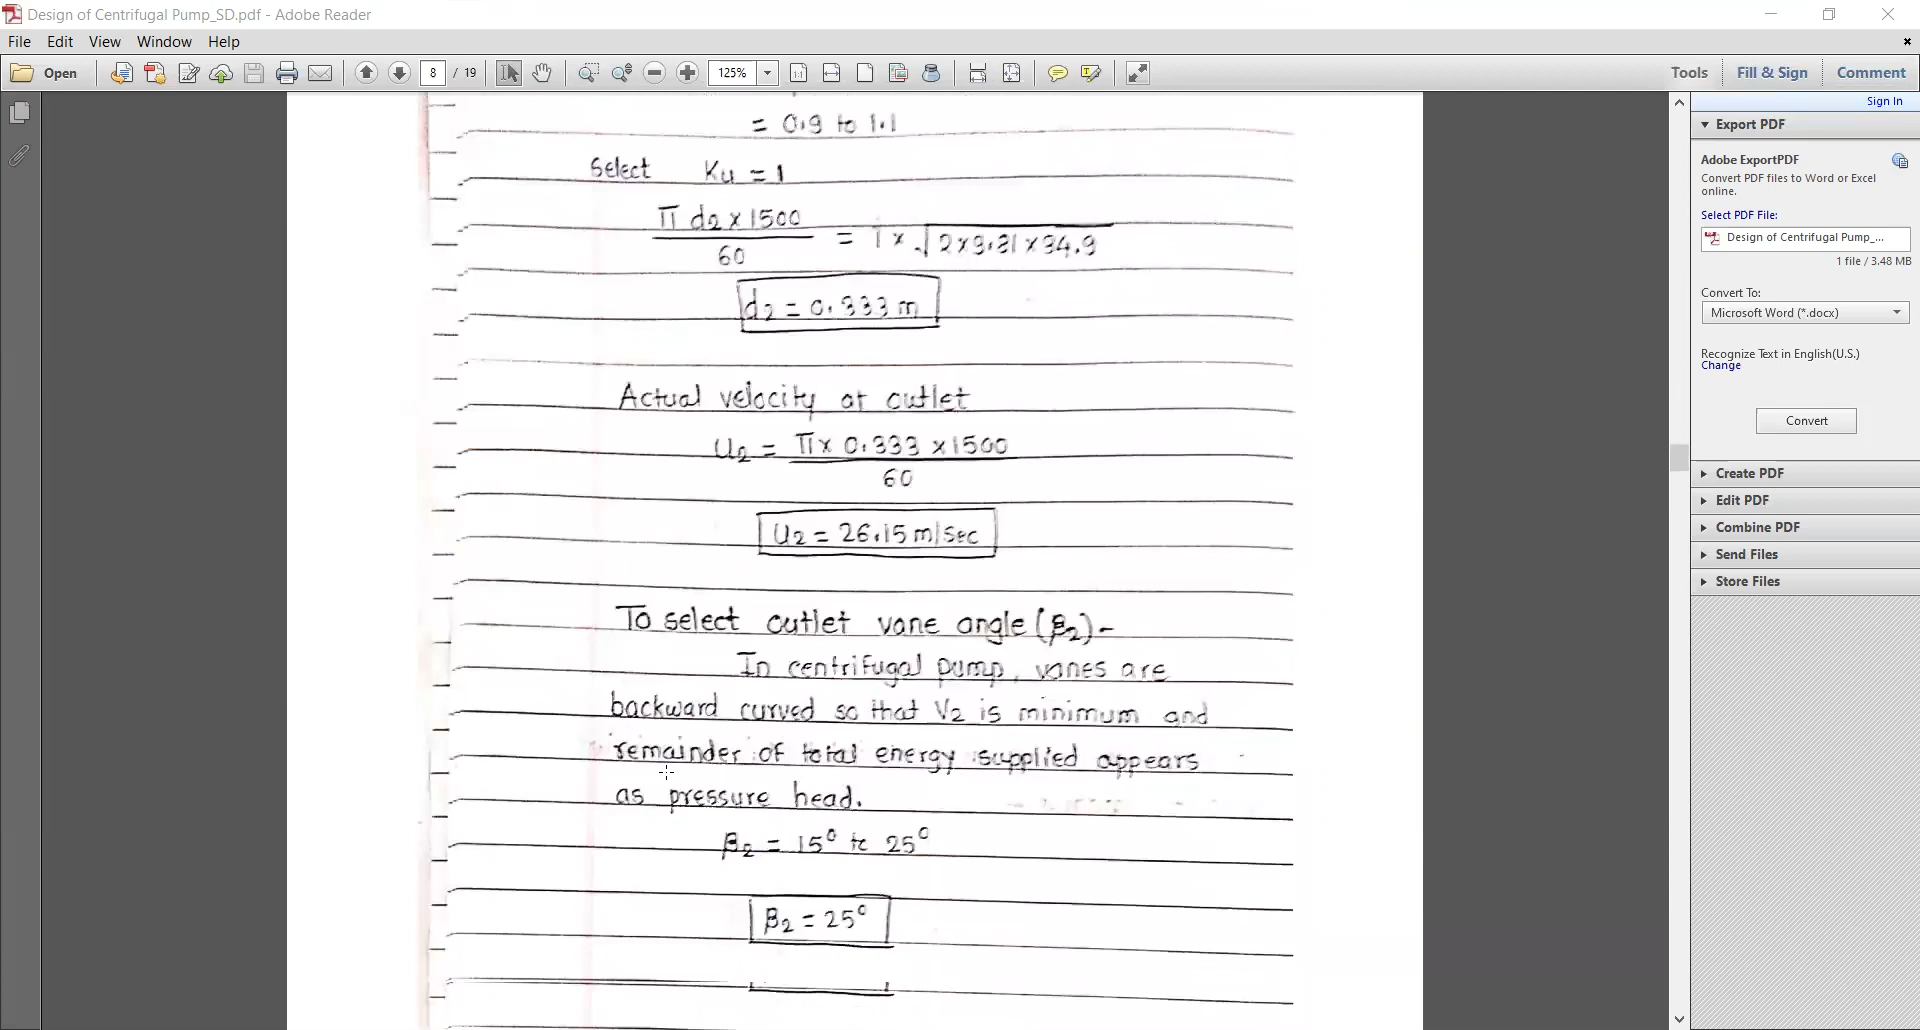 Design of Centrifugal Pump_SD.pdf - Adobe Reader
File Edit View Window Help
Open 8 / 19 125% Tools Fill & Sign Comment
Sign In
= 0.9 to 1.1
Select Ku = 1
π d2 x 1500 / 60 = 1 x √2 x 9.81 x 34.9
d2 = 0.333 m
Actual velocity at outlet
U2 = π x 0.333 x 1500 / 60
U2 = 26.15 m/sec
To select outlet vane angle (β2) -
In centrifugal pump, vanes are
backward curved so that V2 is minimum and
remainder of total energy supplied appears
as pressure head.
β2 = 15° to 25°
β2 = 25°
Export PDF
Adobe ExportPDF
Convert PDF files to Word or Excel
online.
Select PDF File:
Design of Centrifugal Pump_...
1 file / 3.48 MB
Convert To:
Microsoft Word (*.docx)
Recognize Text in English(U.S.)
Change
Convert
Create PDF
Edit PDF
Combine PDF
Send Files
Store Files